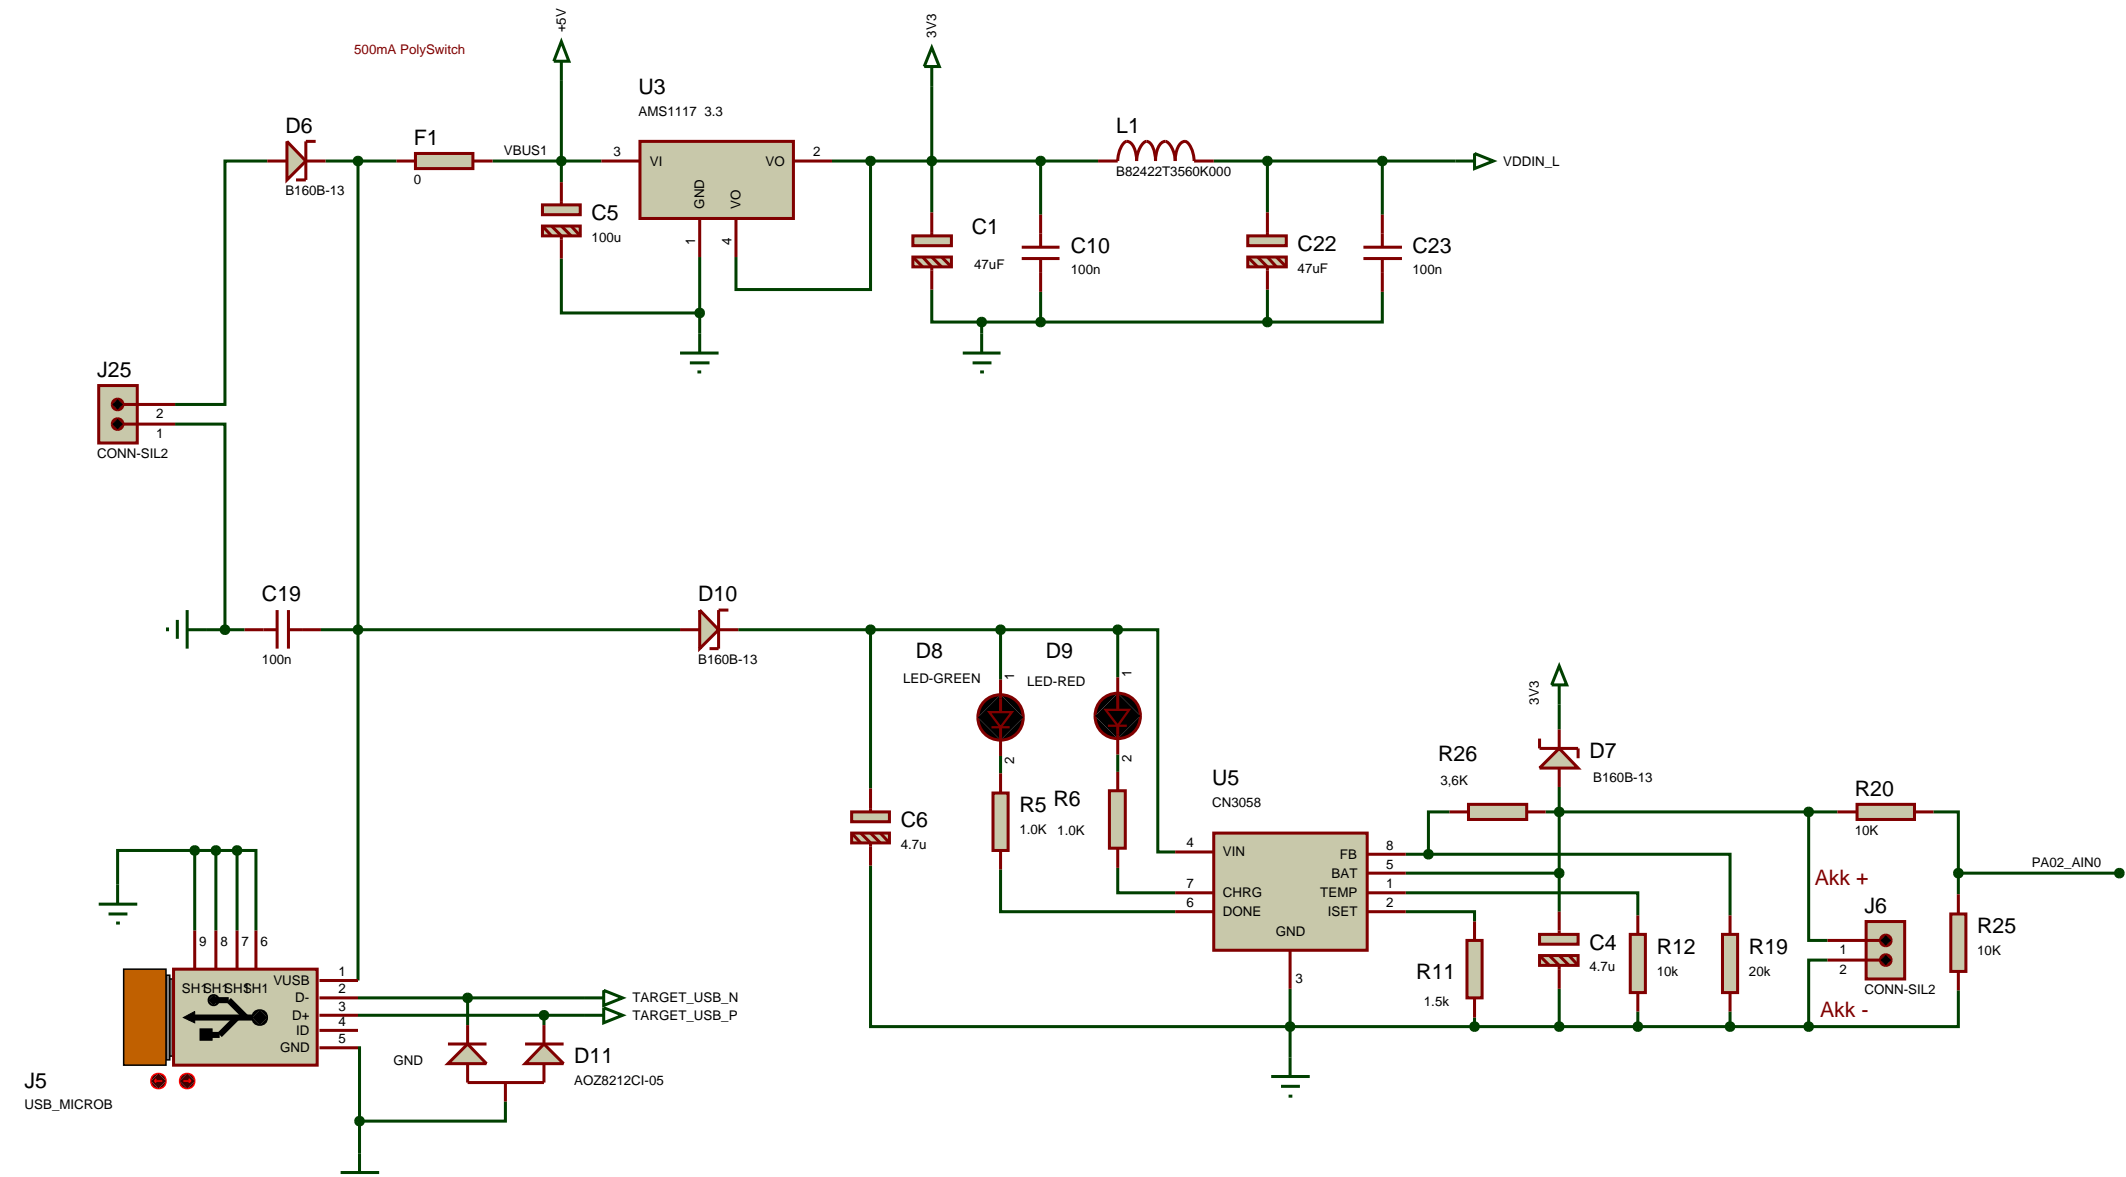 500mA PolySwitch
+5V
3V3
U3
AMS1117  3.3
D6
B160B-13
F1
0
VBUS1
3
VI
VO
2
GND
VO
1
4
C5
100u
L1
B82422T3560K000
VDDIN_L
C1
47uF
C10
100n
C22
47uF
C23
100n
J25
2
1
CONN-SIL2
C19
100n
D10
B160B-13
D8
LED-GREEN
1
2
D9
LED-RED
1
2
R5
1.0K
R6
1.0K
C6
4.7u
U5
CN3058
4
VIN
7
CHRG
6
DONE
FB
8
BAT
5
TEMP
1
ISET
2
GND
3
3V3
D7
B160B-13
R26
3,6K
R20
10K
PA02_AIN0
Akk +
J6
1
2
CONN-SIL2
Akk -
R25
10K
R11
1.5k
C4
4.7u
R12
10k
R19
20k
9
8
7
6
SH1
SH1
SH1
SH1
VUSB
1
D-
2
D+
3
ID
4
GND
5
J5
USB_MICROB
TARGET_USB_N
TARGET_USB_P
GND
D11
AOZ8212CI-05